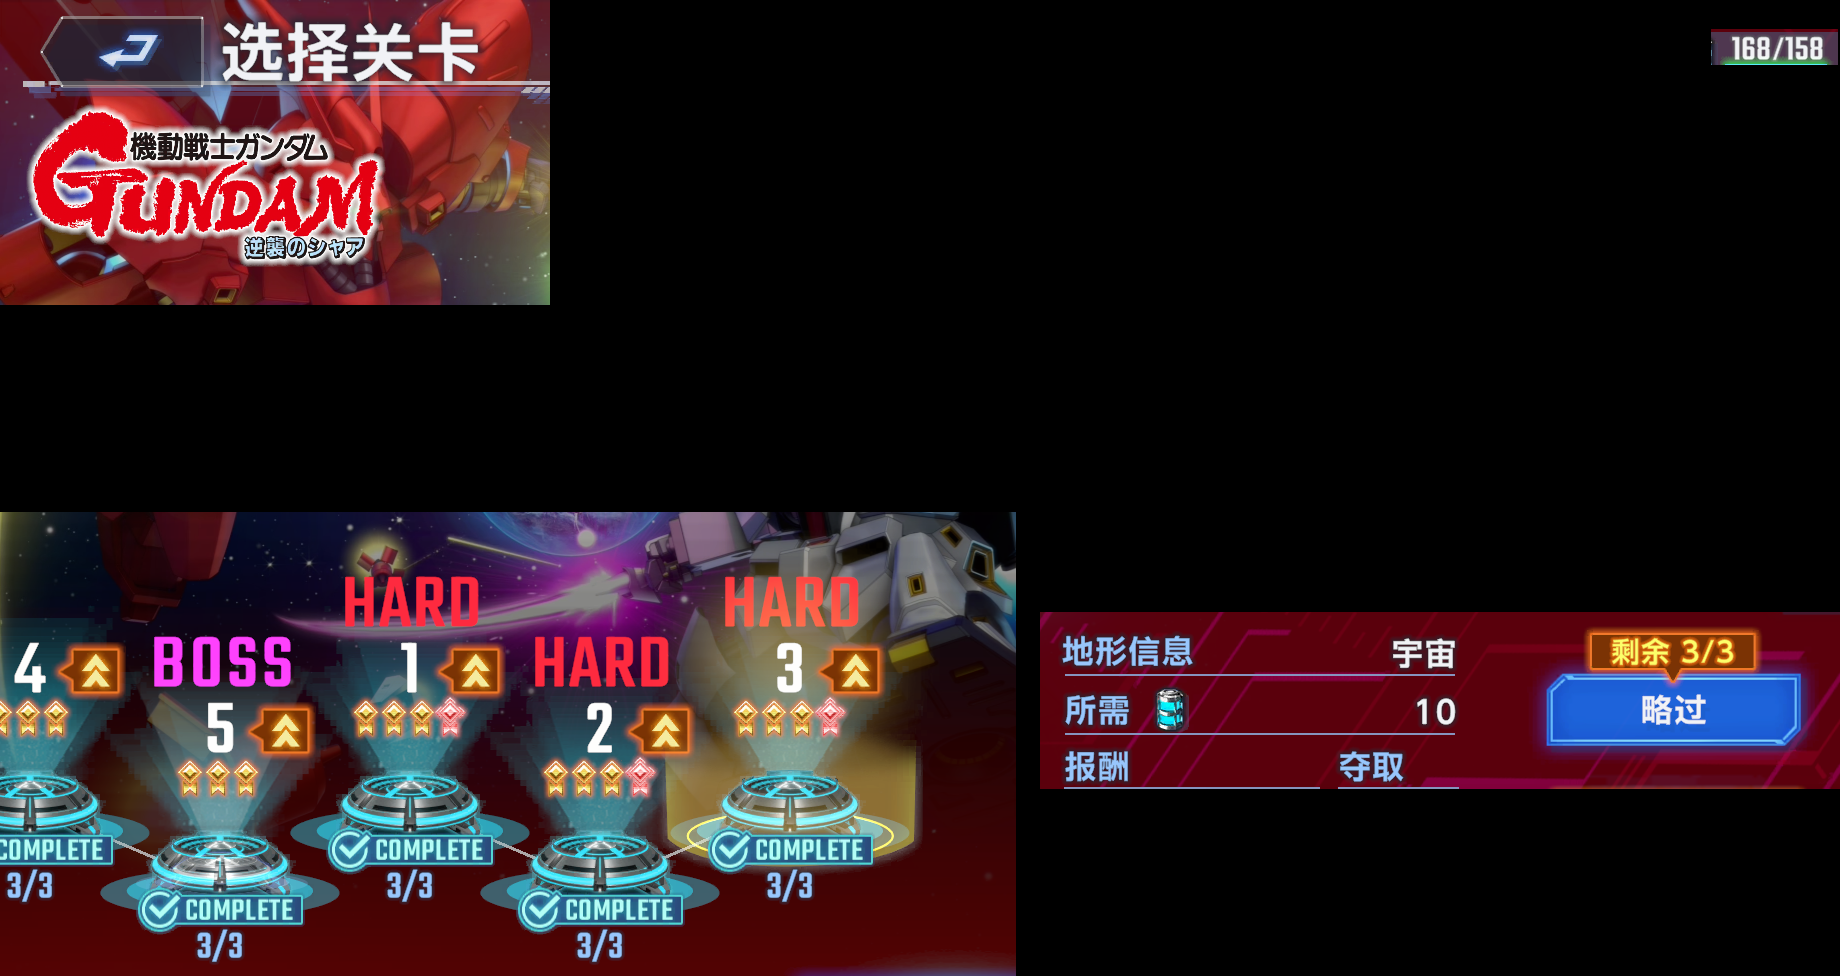 选择关卡
168/158
機動戦士ガンダム
GUNDAM
逆襲のシャア
HARD
HARD
1
3
BOSS
HARD
4
5
2
地形信息
宇宙
剩余 3/3
所需
10
略过
报酬
夺取
COMPLETE
COMPLETE
COMPLETE
3/3
3/3
3/3
COMPLETE
COMPLETE
3/3
3/3